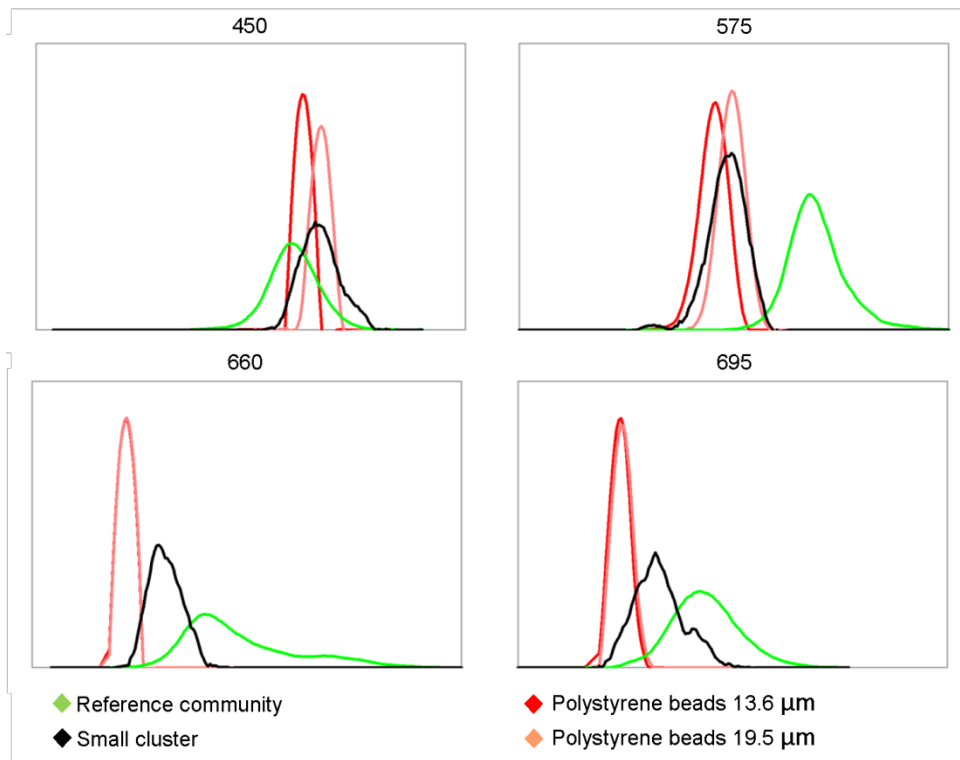 450
575
660
695
Reference community
Small cluster
Polystyrene beads 13.6 μm
Polystyrene beads 19.5 μm